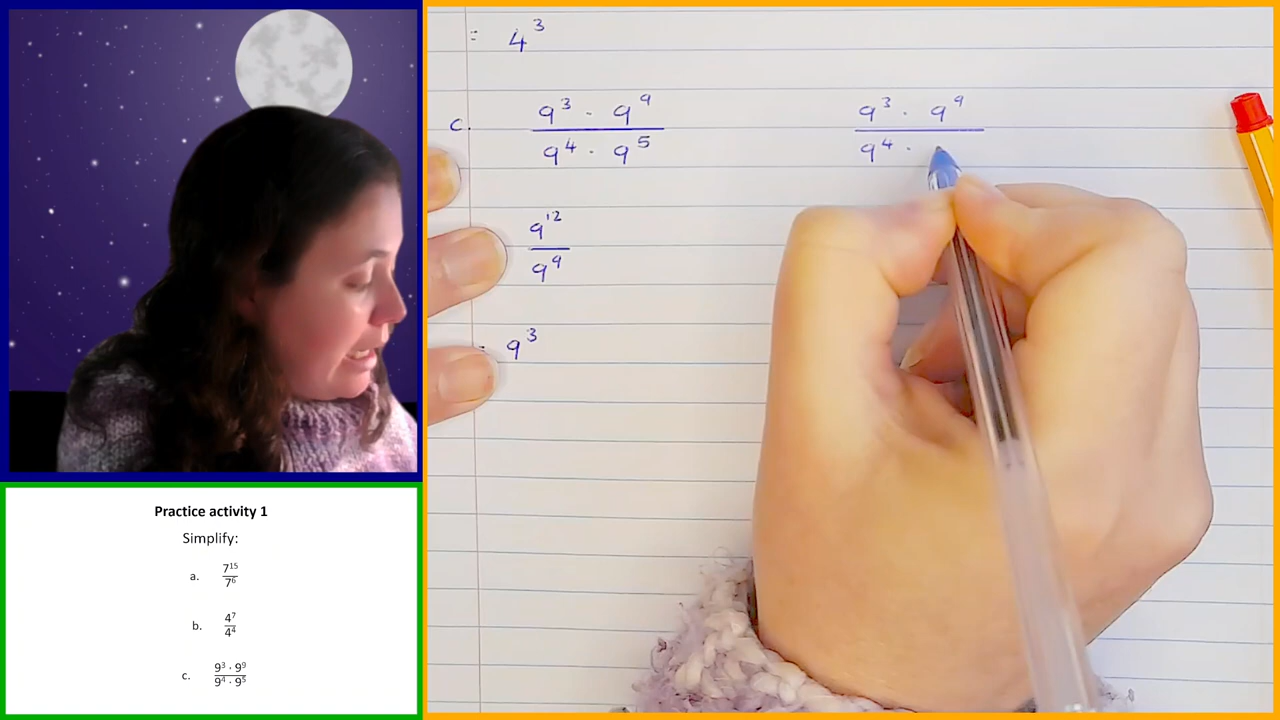 = 4³
c. 9³ · 9⁹ / 9⁴ · 9⁵
9³ · 9⁹ / 9⁴ ·
9¹² / 9⁹
= 9³
Practice activity 1
Simplify:
a. 7¹⁵ / 7⁶
b. 4⁷ / 4⁴
c. 9³ · 9⁹ / 9⁴ · 9⁵